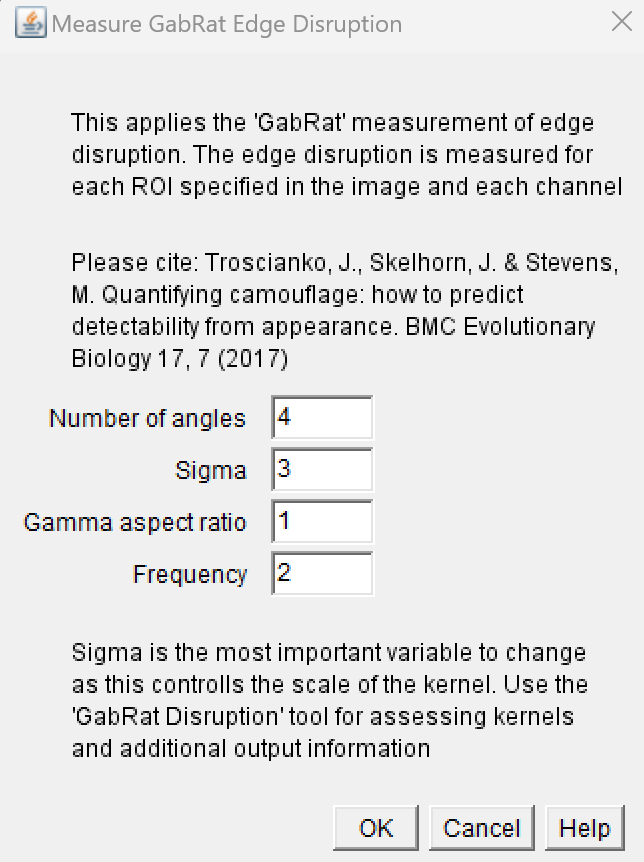 Measure GabRat Edge Disruption
This applies the 'GabRat' measurement of edge
disruption. The edge disruption is measured for
each ROI specified in the image and each channel
Please cite: Troscianko, J., Skelhorn, J. & Stevens,
M. Quantifying camouflage: how to predict
detectability from appearance. BMC Evolutionary
Biology 17, 7 (2017)
Number of angles 4
Sigma 3
Gamma aspect ratio 1
Frequency 2
Sigma is the most important variable to change
as this controlls the scale of the kernel. Use the
'GabRat Disruption' tool for assessing kernels
and additional output information
OK Cancel Help